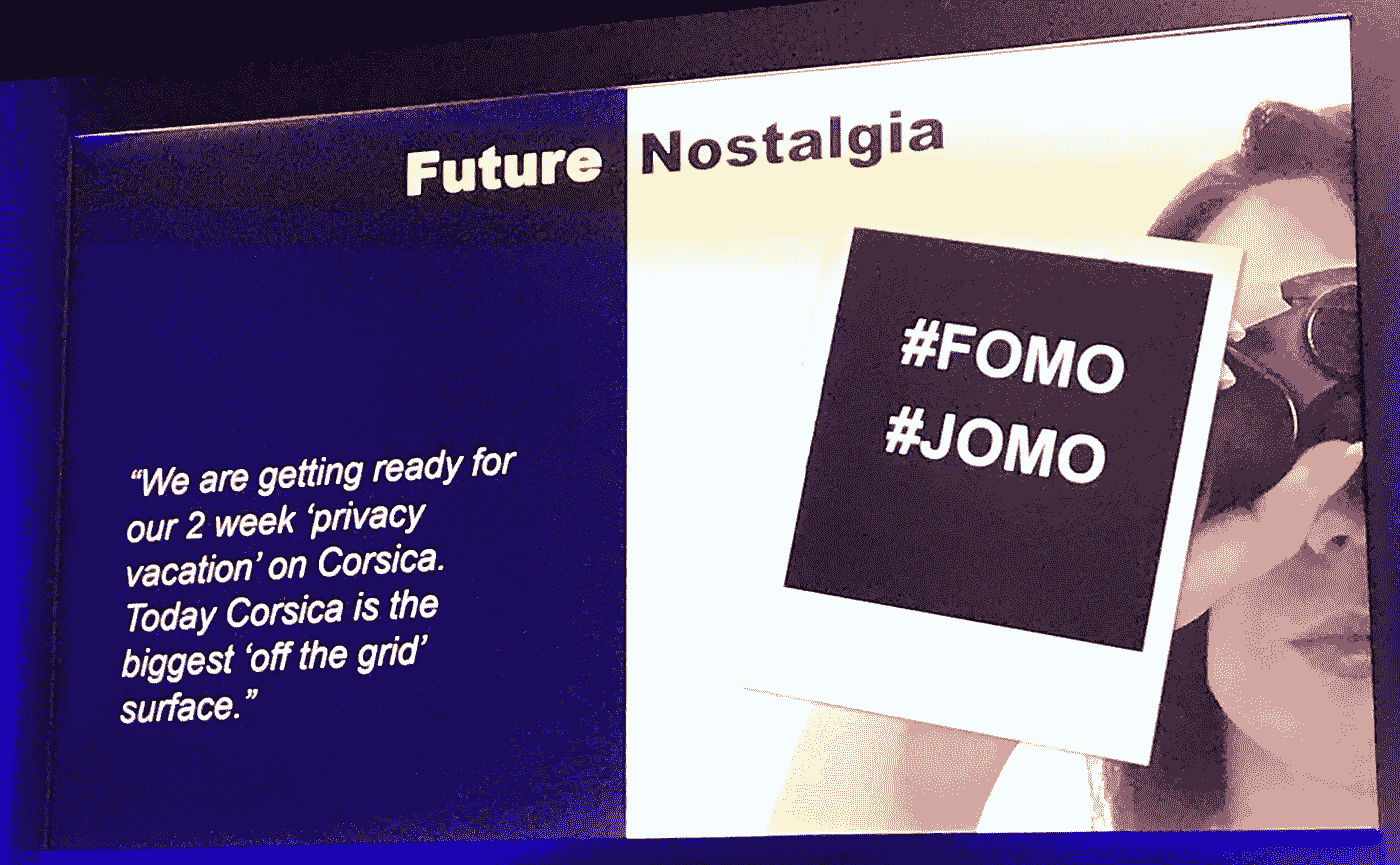 Future Nostalgia
“We are getting ready for
our 2 week ‘privacy
vacation’ on Corsica.
Today Corsica is the
biggest ‘off the grid’
surface.”
#FOMO
#JOMO